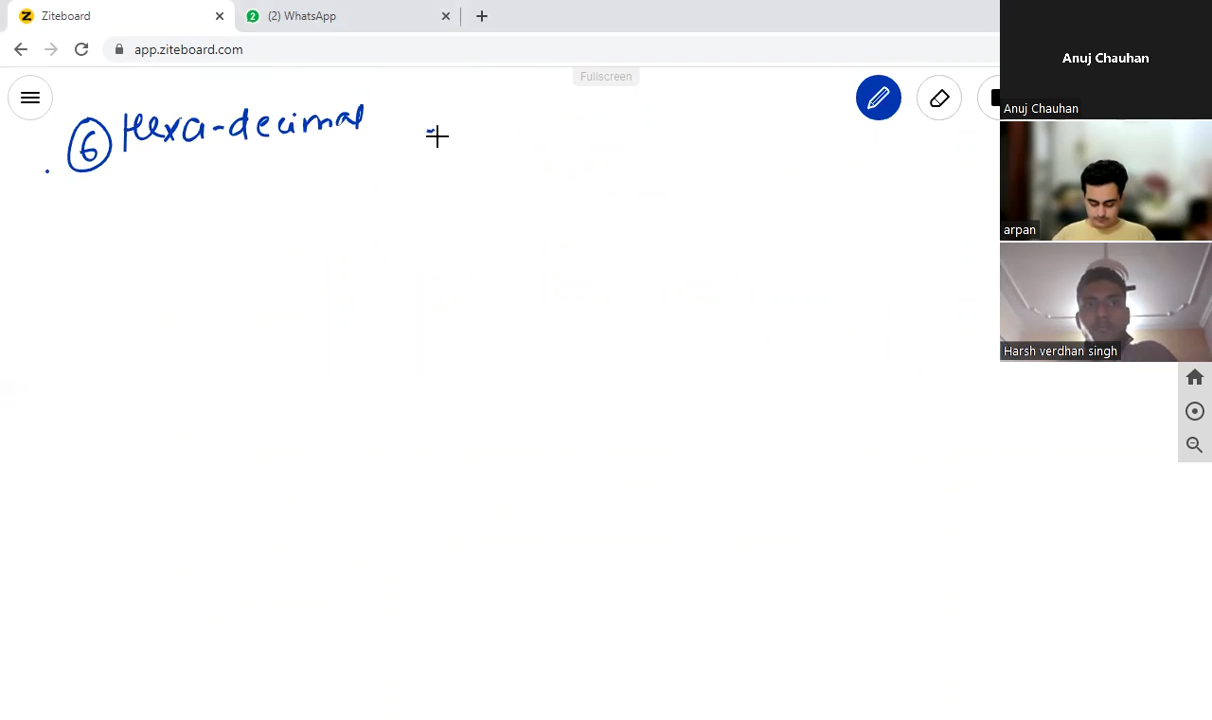 Ziteboard
(2) WhatsApp
app.ziteboard.com
Fullscreen
Anuj Chauhan
Anuj Chauhan
⑥ Hexa-decimal
arpan
Harsh verdhan singh